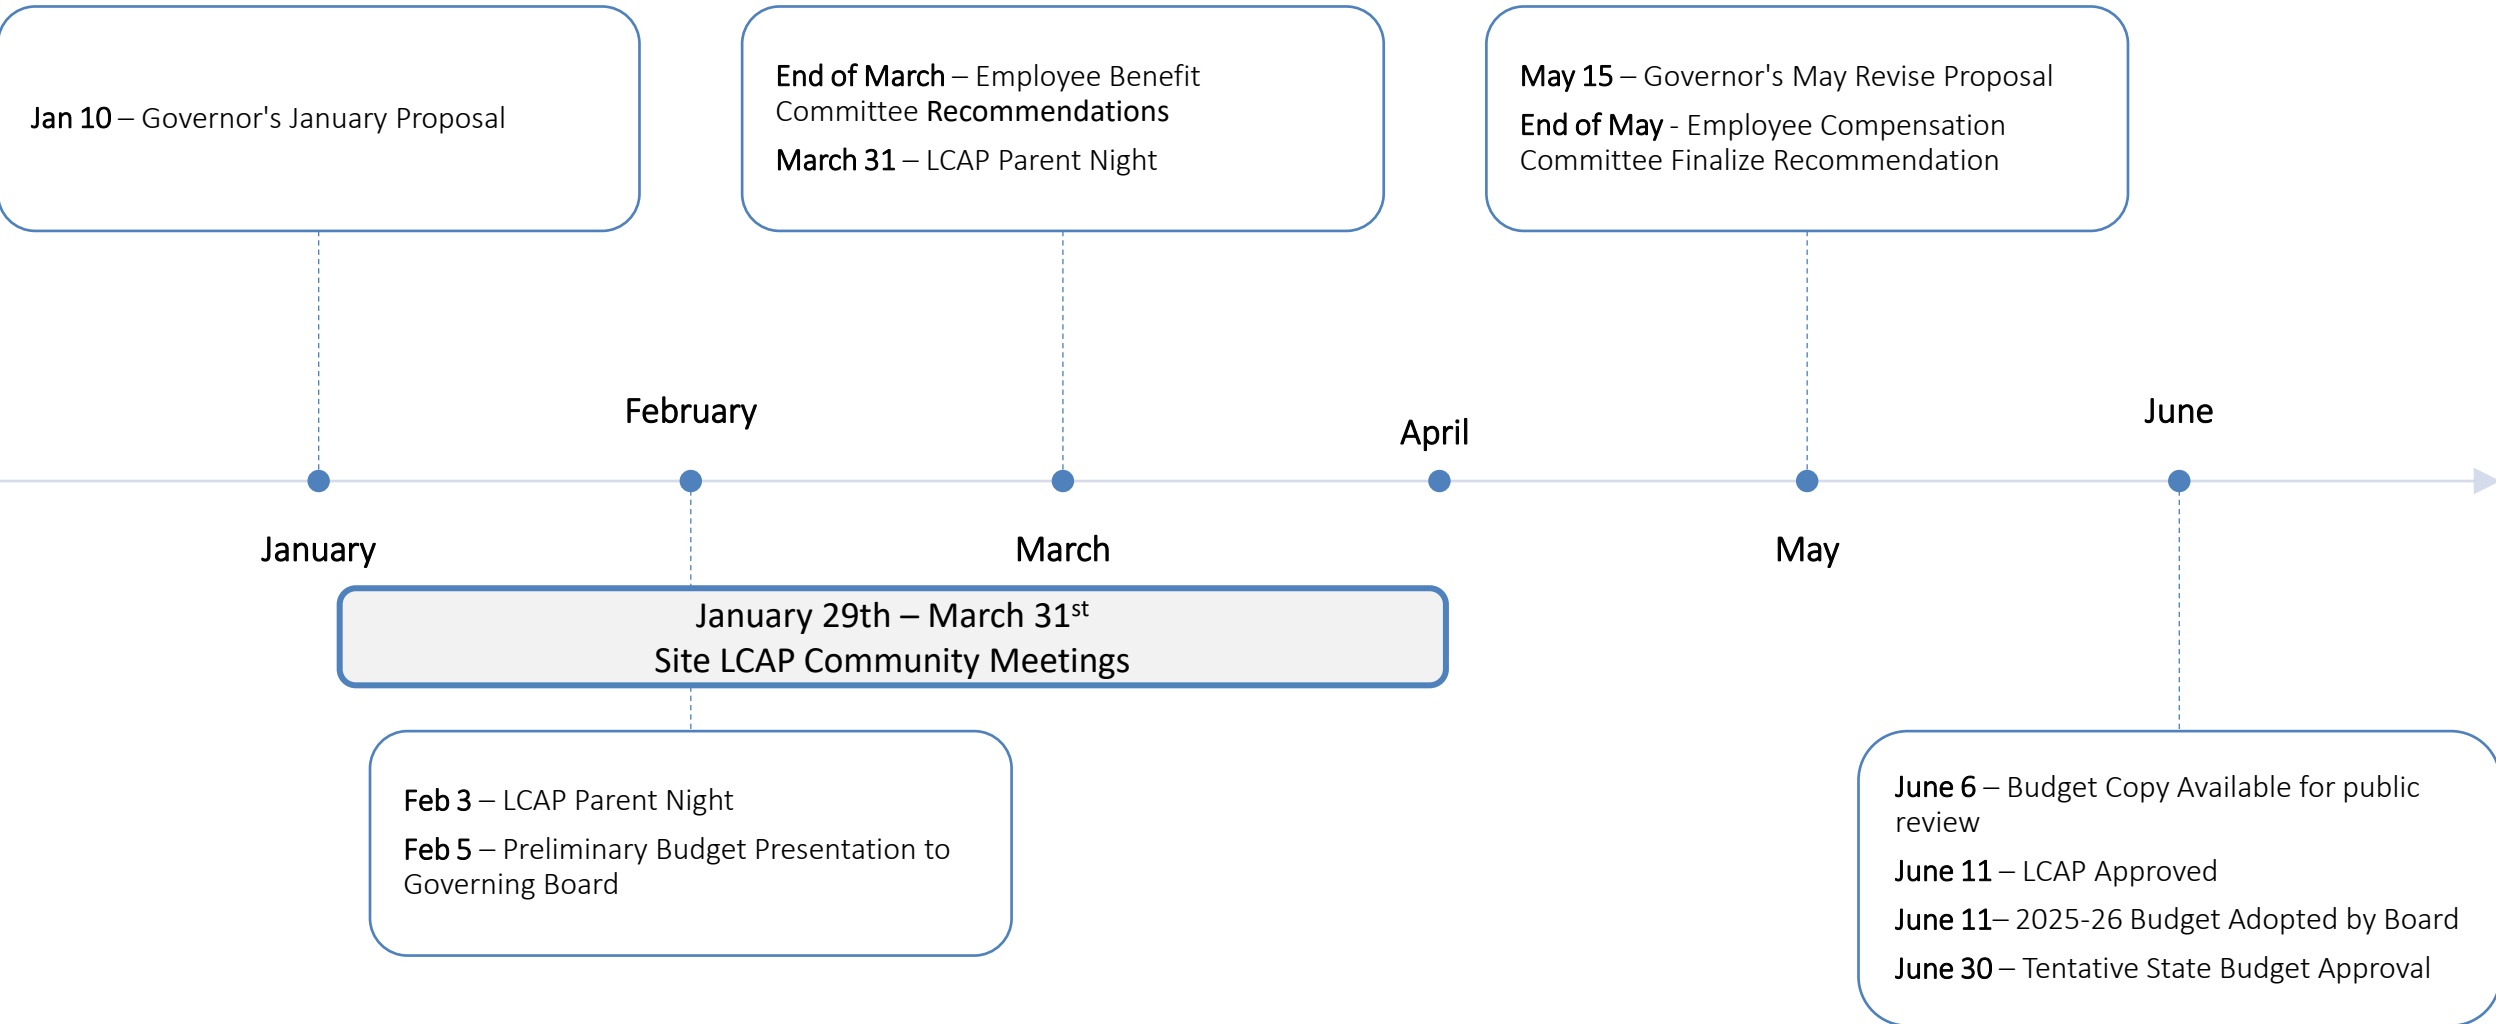 Jan 10 – Governor's January Proposal
End of March – Employee Benefit
Committee Recommendations
March 31 – LCAP Parent Night
May 15 – Governor's May Revise Proposal
End of May - Employee Compensation
Committee Finalize Recommendation
February
April
June
January
March
May
January 29th – March 31st
Site LCAP Community Meetings
Feb 3 – LCAP Parent Night
Feb 5 – Preliminary Budget Presentation to
Governing Board
June 6 – Budget Copy Available for public
review
June 11 – LCAP Approved
June 11– 2025-26 Budget Adopted by Board
June 30 – Tentative State Budget Approval